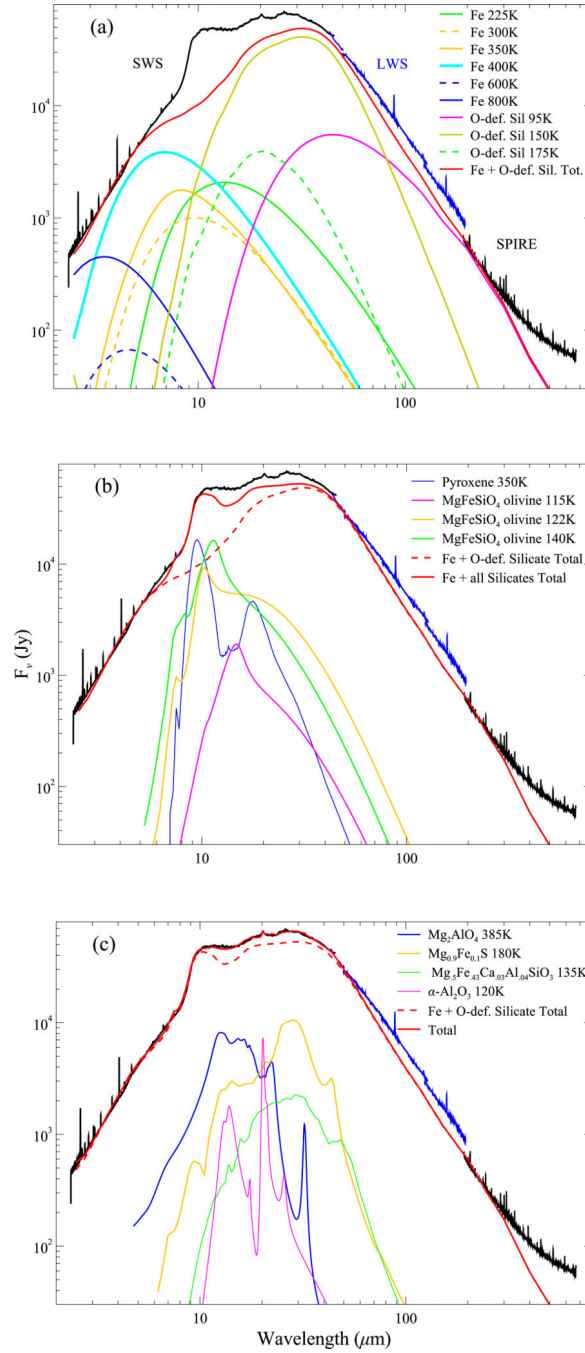 (a)
SWS
LWS
SPIRE
Fe 225K
Fe 300K
Fe 350K
Fe 400K
Fe 600K
Fe 800K
O-def. Sil 95K
O-def. Sil 150K
O-def. Sil 175K
Fe + O-def. Sil. Tot.
10^4
10^3
10^2
10
100
(b)
Pyroxene 350K
MgFeSiO4 olivine 115K
MgFeSiO4 olivine 122K
MgFeSiO4 olivine 140K
Fe + O-def. Silicate Total
Fe + all Silicates Total
F_ν (Jy)
10^4
10^3
10^2
10
100
(c)
Mg2AlO4 385K
Mg0.9Fe0.1S 180K
Mg.5Fe.43Ca.03Al.04SiO3 135K
α-Al2O3 120K
Fe + O-def. Silicate Total
Total
10^4
10^3
10^2
10
100
Wavelength (μm)